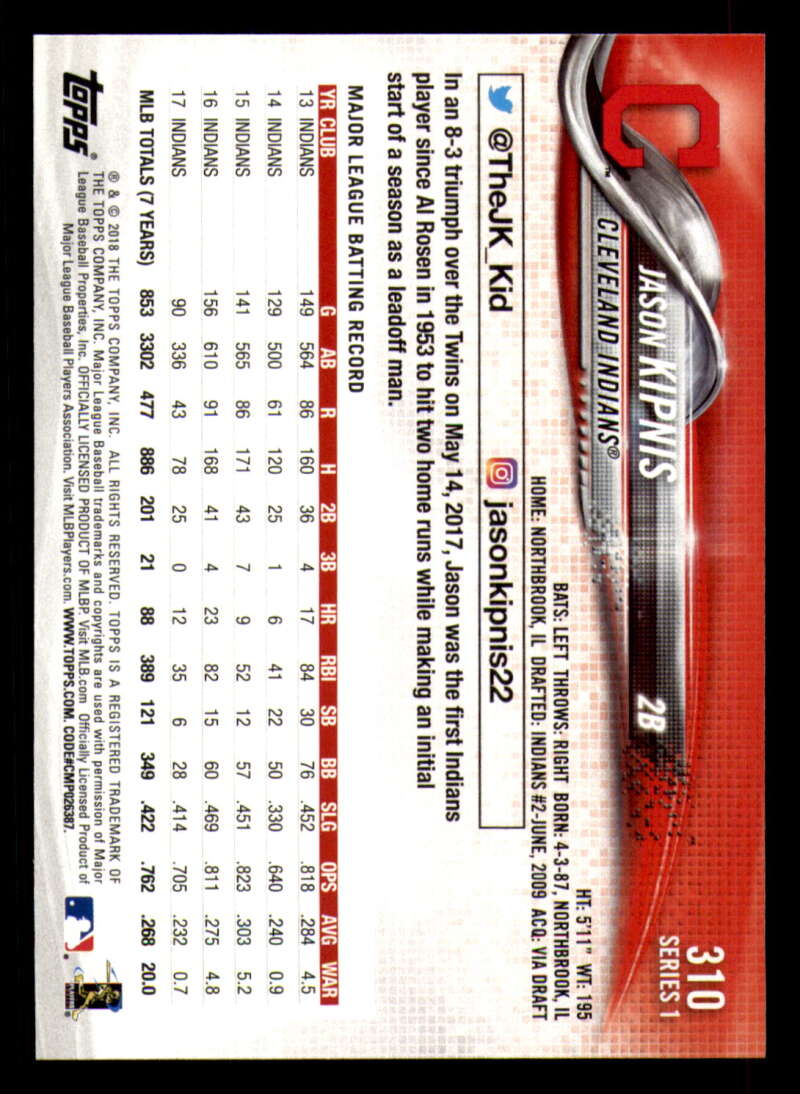 310
SERIES 1
C
™
JASON KIPNIS 2B
CLEVELAND INDIANS®
HT: 5'11" WT: 195
BATS: LEFT THROWS: RIGHT BORN: 4-3-87, NORTHBROOK, IL
HOME: NORTHBROOK, IL DRAFTED: INDIANS #2-JUNE, 2009 ACQ: VIA DRAFT
@TheJK_Kid jasonkipnis22
In an 8-3 triumph over the Twins on May 14, 2017, Jason was the first Indians
player since Al Rosen in 1953 to hit two home runs while making an initial
start of a season as a leadoff man.
MAJOR LEAGUE BATTING RECORD
YR CLUB G AB R H 2B 3B HR RBI SB BB SLG OPS AVG WAR
13 INDIANS 149 564 86 160 36 4 17 84 30 76 .452 .818 .284 4.5
14 INDIANS 129 500 61 120 25 1 6 41 22 50 .330 .640 .240 0.9
15 INDIANS 141 565 86 171 43 7 9 52 12 57 .451 .823 .303 5.2
16 INDIANS 156 610 91 168 41 4 23 82 15 60 .469 .811 .275 4.8
17 INDIANS 90 336 43 78 25 0 12 35 6 28 .414 .705 .232 0.7
MLB TOTALS (7 YEARS) 853 3302 477 886 201 21 88 389 121 349 .422 .762 .268 20.0
Topps®
® & © 2018 THE TOPPS COMPANY, INC. ALL RIGHTS RESERVED. TOPPS IS A REGISTERED TRADEMARK OF
THE TOPPS COMPANY, INC. Major League Baseball trademarks and copyrights are used with permission of Major
League Baseball Properties, Inc. OFFICIALLY LICENSED PRODUCT OF MLBP. Visit MLB.com Officially Licensed Product of
Major League Baseball Players Association. Visit MLBPlayers.com. WWW.TOPPS.COM. CODE#CMP026387.